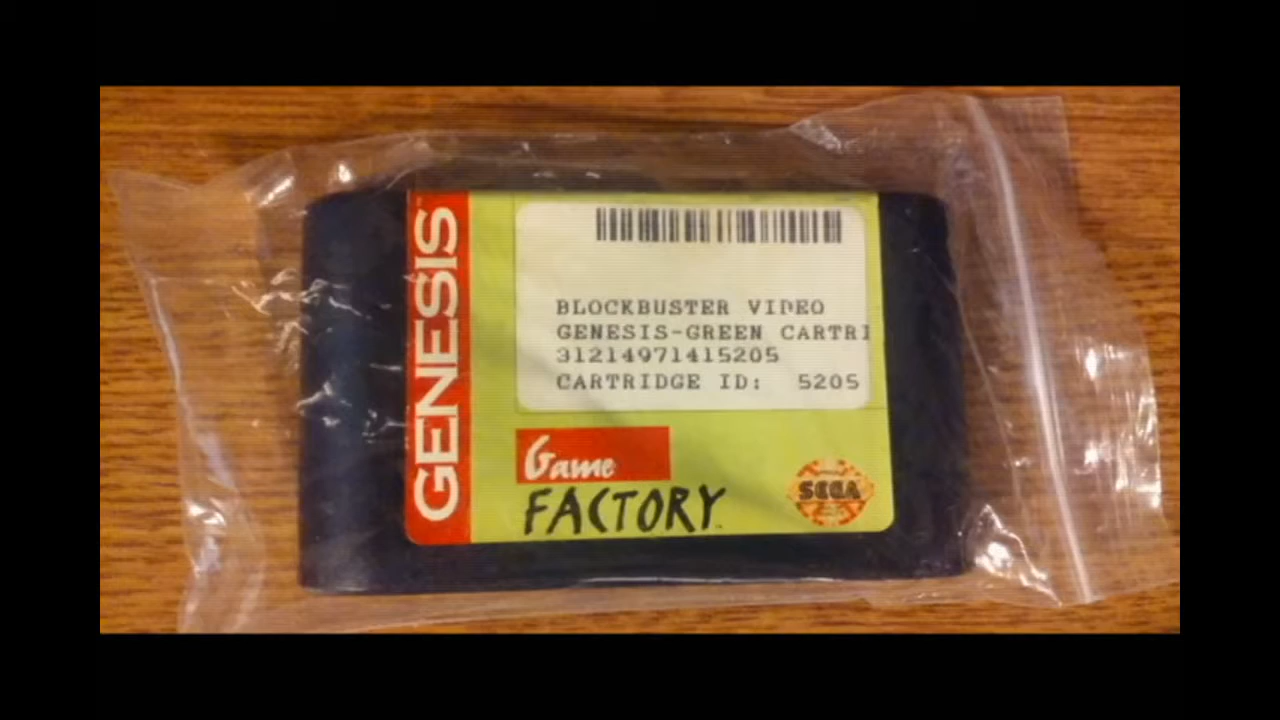 GENESIS
BLOCKBUSTER VIDEO
GENESIS-GREEN CARTRI
31214971415205
CARTRIDGE ID: 5205
Game
FACTORY
SEGA